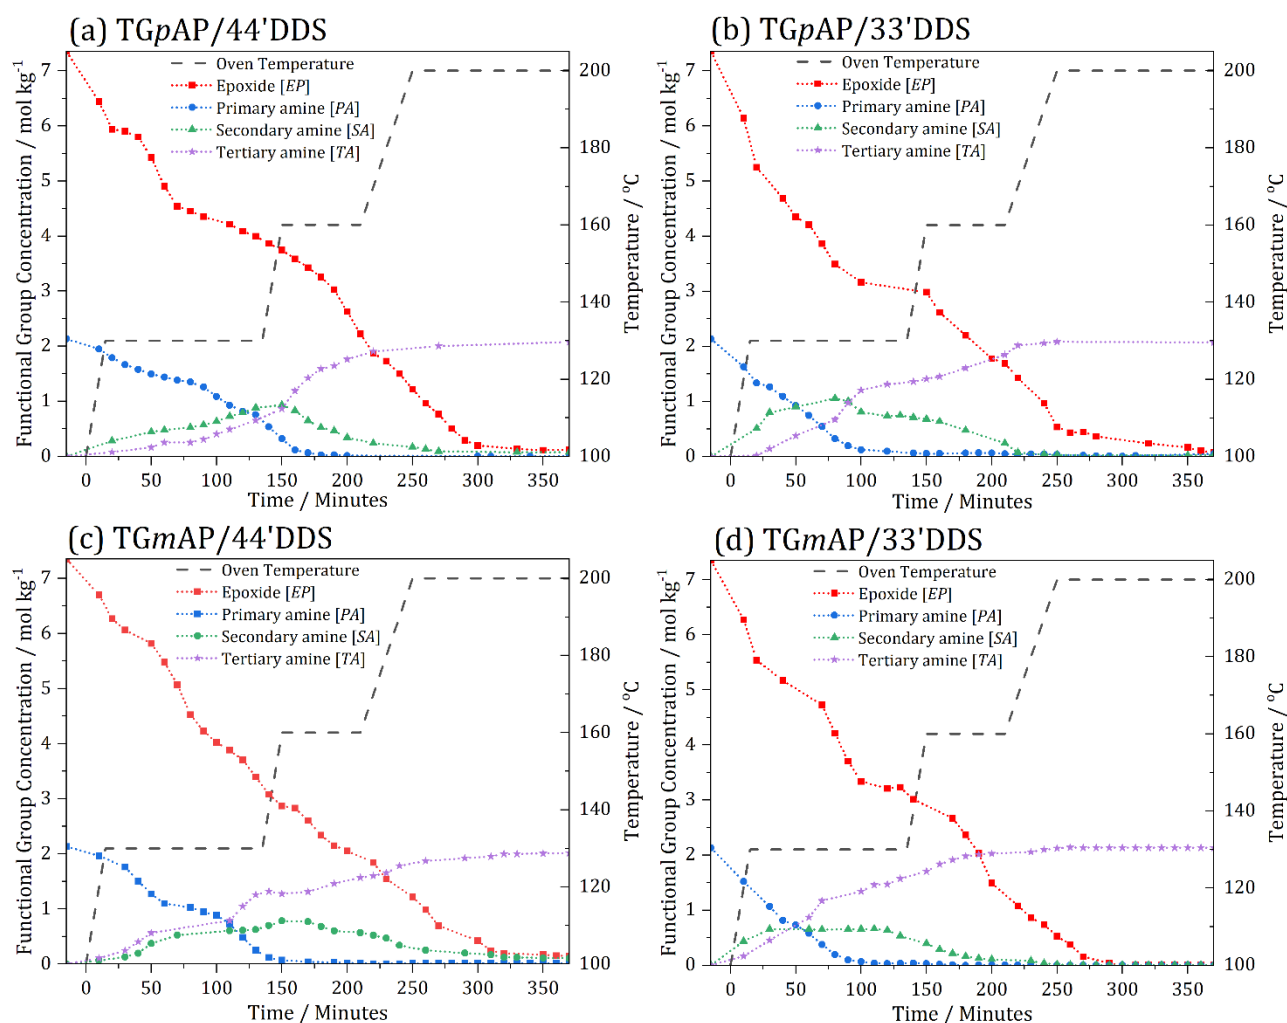 (a) TGpAP/44'DDS
Oven Temperature
Epoxide [EP]
Primary amine [PA]
Secondary amine [SA]
Tertiary amine [TA]
Functional Group Concentration / mol kg-1
7
6
5
4
3
2
1
0
200
180
160
140
120
100
Temperature / oC
0 50 100 150 200 250 300 350
Time / Minutes
(b) TGpAP/33'DDS
Oven Temperature
Epoxide [EP]
Primary amine [PA]
Secondary amine [SA]
Tertiary amine [TA]
Functional Group Concentration / mol kg-1
7
6
5
4
3
2
1
0
200
180
160
140
120
100
Temperature / oC
0 50 100 150 200 250 300 350
Time / Minutes
(c) TGmAP/44'DDS
Oven Temperature
Epoxide [EP]
Primary amine [PA]
Secondary amine [SA]
Tertiary amine [TA]
Functional Group Concentration / mol kg-1
7
6
5
4
3
2
1
0
200
180
160
140
120
100
Temperature / oC
0 50 100 150 200 250 300 350
Time / Minutes
(d) TGmAP/33'DDS
Oven Temperature
Epoxide [EP]
Primary amine [PA]
Secondary amine [SA]
Tertiary amine [TA]
Functional Group Concentration / mol kg-1
7
6
5
4
3
2
1
0
200
180
160
140
120
100
Temperature / oC
0 50 100 150 200 250 300 350
Time / Minutes